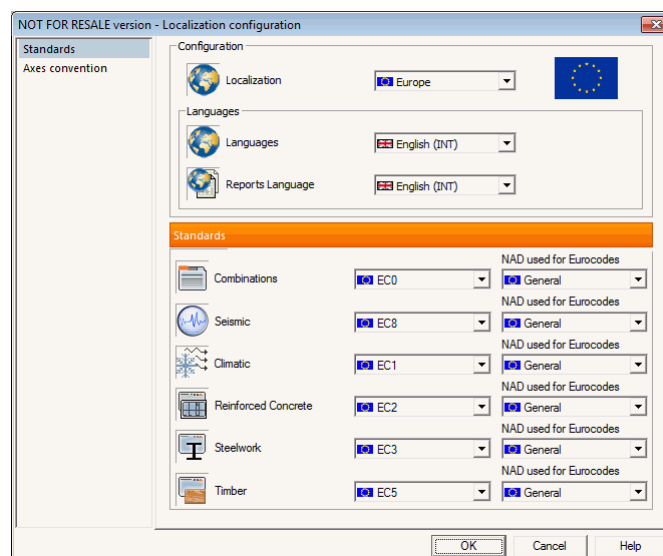 NOT FOR RESALE version - Localization configuration
Standards
Axes convention
Configuration
Localization
Europe
Languages
Languages
English (INT)
Reports Language
English (INT)
Standards
NAD used for Eurocodes
Combinations
EC0
General
NAD used for Eurocodes
Seismic
EC8
General
NAD used for Eurocodes
Climatic
EC1
General
NAD used for Eurocodes
Reinforced Concrete
EC2
General
NAD used for Eurocodes
Steelwork
EC3
General
NAD used for Eurocodes
Timber
EC5
General
OK
Cancel
Help